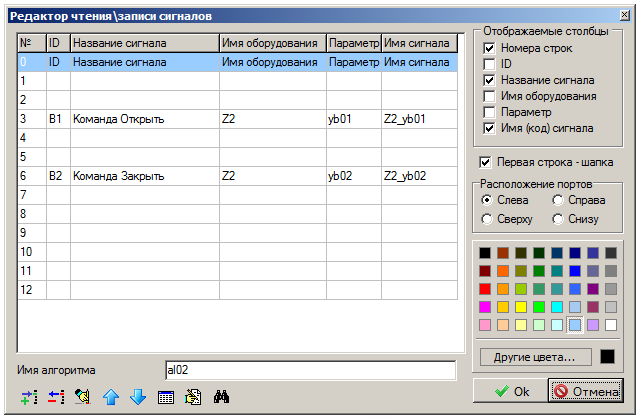 Редактор чтения\записи сигналов
№ ID Название сигнала Имя оборудования Параметр Имя сигнала
0 ID Название сигнала Имя оборудования Параметр Имя сигнала
1
2
3 B1 Команда Открыть Z2 yb01 Z2_yb01
4
5
6 B2 Команда Закрыть Z2 yb02 Z2_yb02
7
8
9
10
11
12
Имя алгоритма al02
Отображаемые столбцы
Номера строк
ID
Название сигнала
Имя оборудования
Параметр
Имя (код) сигнала
Первая строка - шапка
Расположение портов
Слева Справа
Сверху Снизу
Другие цвета...
Ok Отмена